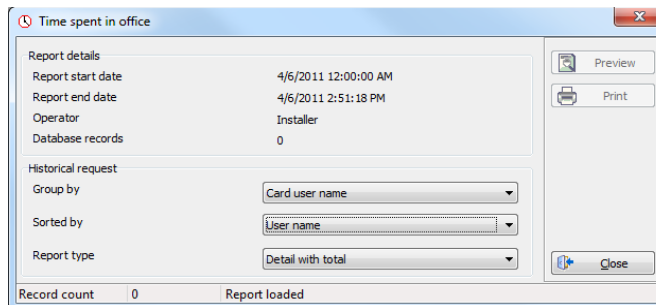 Time spent in office
Report details
Report start date 4/6/2011 12:00:00 AM
Report end date 4/6/2011 2:51:18 PM
Operator Installer
Database records 0
Historical request
Group by Card user name
Sorted by User name
Report type Detail with total
Preview
Print
Close
Record count 0 Report loaded